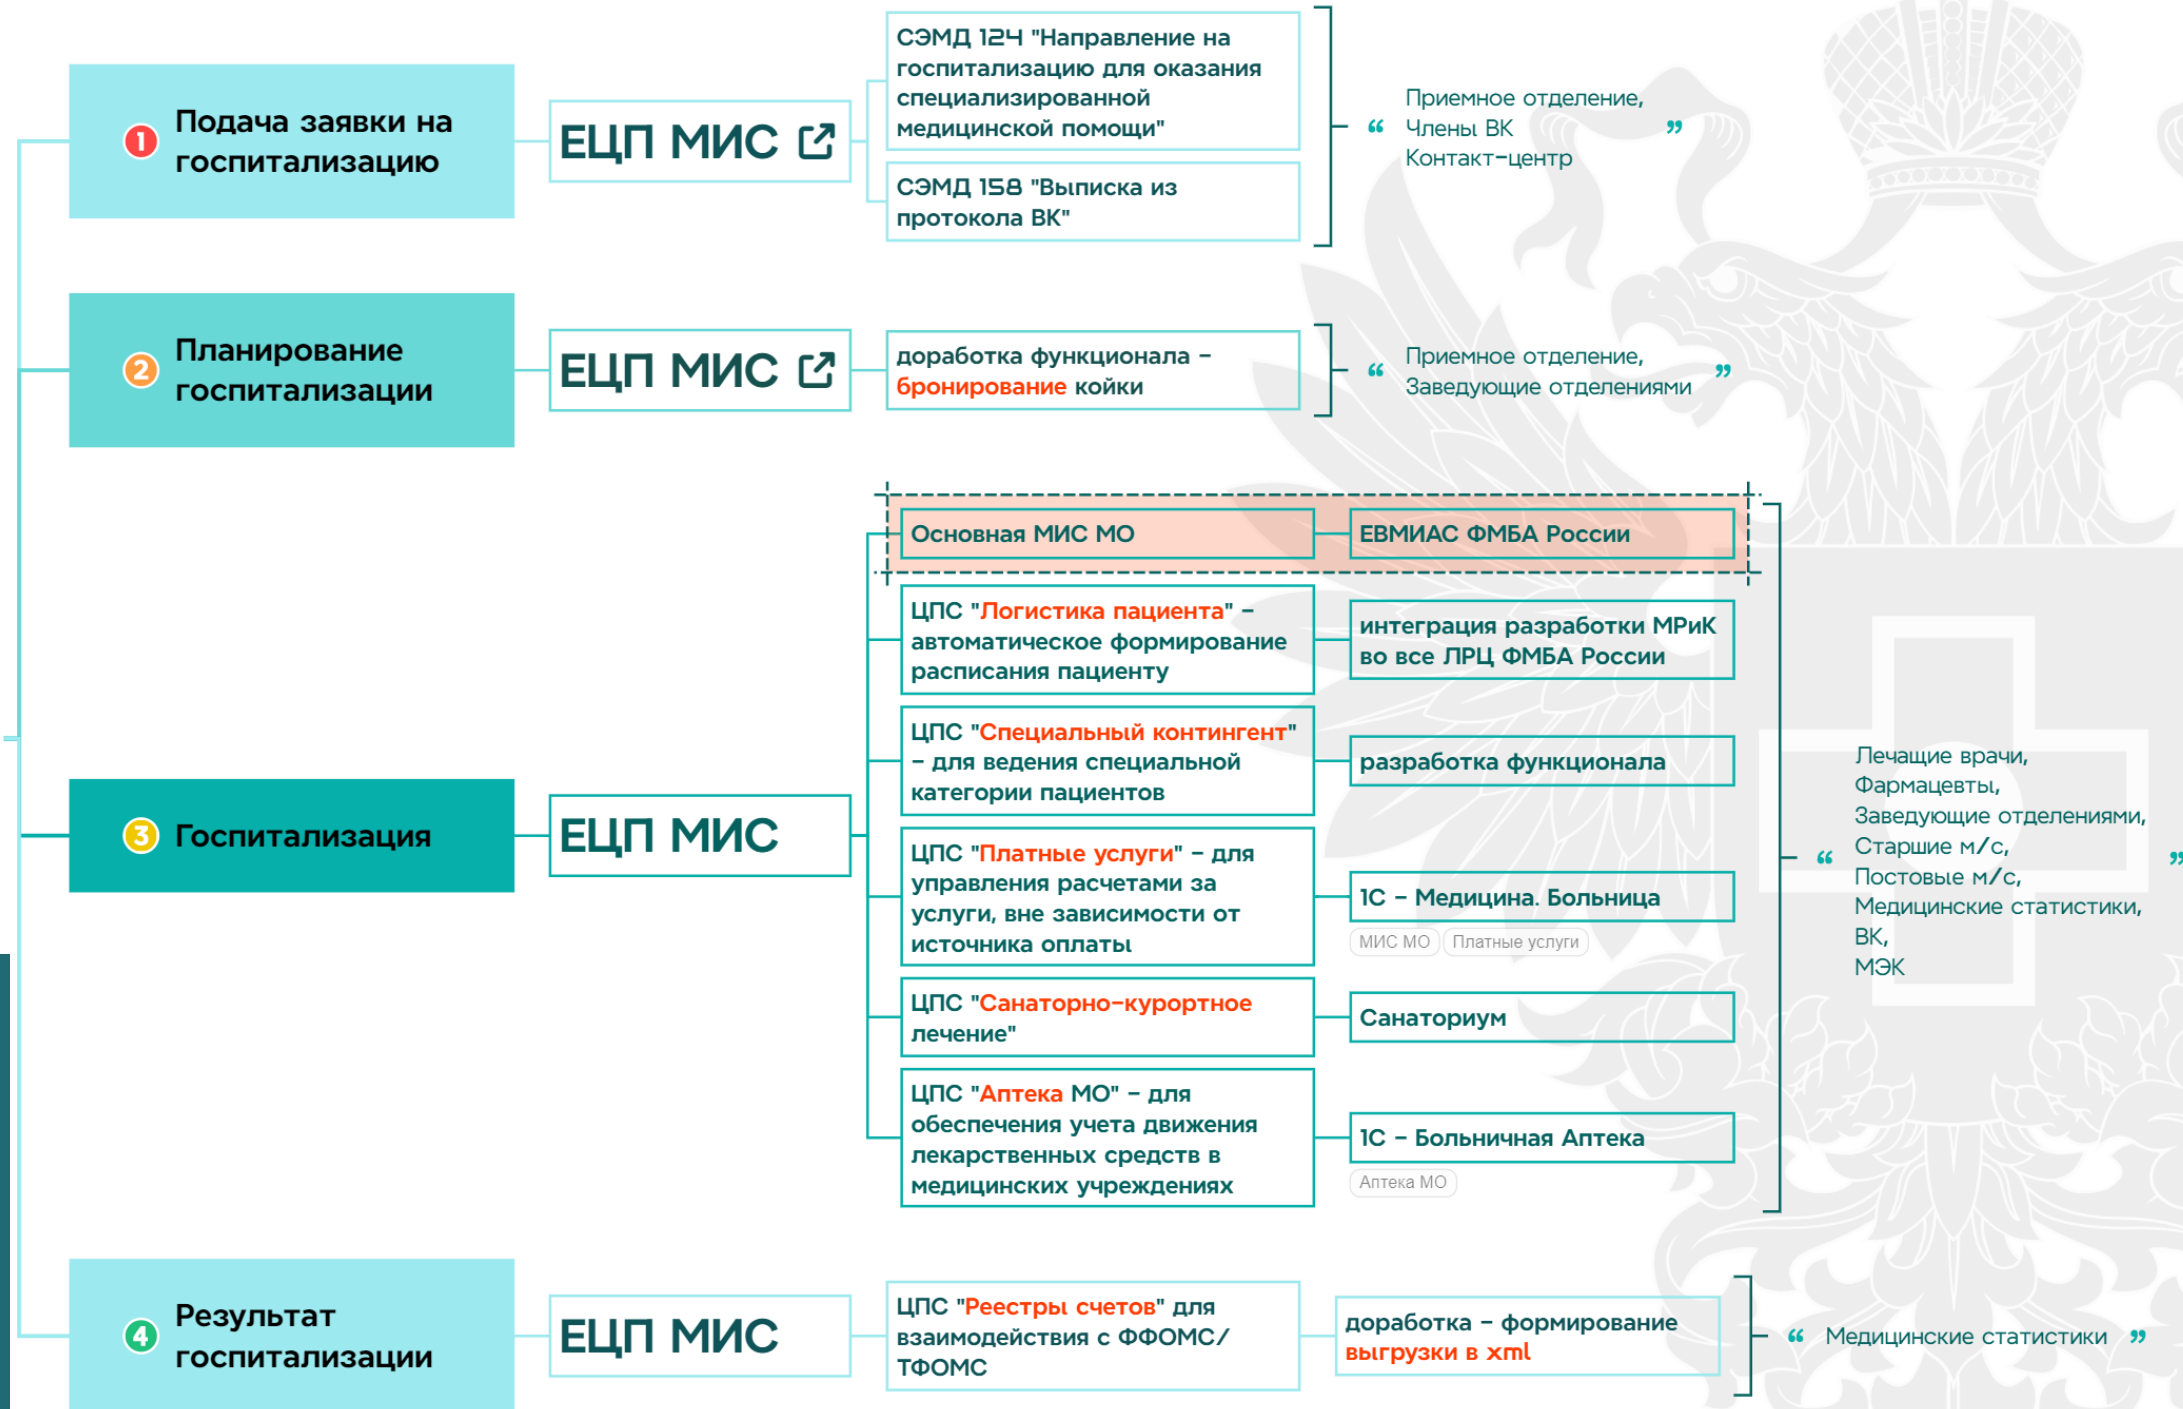 1 Подача заявки на
госпитализацию
ЕЦП МИС
СЭМД 124 "Направление на
госпитализацию для оказания
специализированной
медицинской помощи"
СЭМД 158 "Выписка из
протокола ВК"
“ Приемное отделение,
Члены ВК
Контакт-центр ”
2 Планирование
госпитализации
ЕЦП МИС
доработка функционала –
бронирование койки
“ Приемное отделение,
Заведующие отделениями ”
3 Госпитализация
ЕЦП МИС
Основная МИС МО
ЕВМИАС ФМБА России
ЦПС "Логистика пациента" –
автоматическое формирование
расписания пациенту
интеграция разработки МРиК
во все ЛРЦ ФМБА России
ЦПС "Специальный контингент"
– для ведения специальной
категории пациентов
разработка функционала
ЦПС "Платные услуги" – для
управления расчетами за
услуги, вне зависимости от
источника оплаты
1С – Медицина. Больница
МИС МО Платные услуги
ЦПС "Санаторно-курортное
лечение"
Санаториум
ЦПС "Аптека МО" – для
обеспечения учета движения
лекарственных средств в
медицинских учреждениях
1С – Больничная Аптека
Аптека МО
“ Лечащие врачи,
Фармацевты,
Заведующие отделениями,
Старшие м/с,
Постовые м/с,
Медицинские статистики,
ВК,
МЭК ”
4 Результат
госпитализации
ЕЦП МИС
ЦПС "Реестры счетов" для
взаимодействия с ФФОМС/
ТФОМС
доработка – формирование
выгрузки в xml
“ Медицинские статистики ”